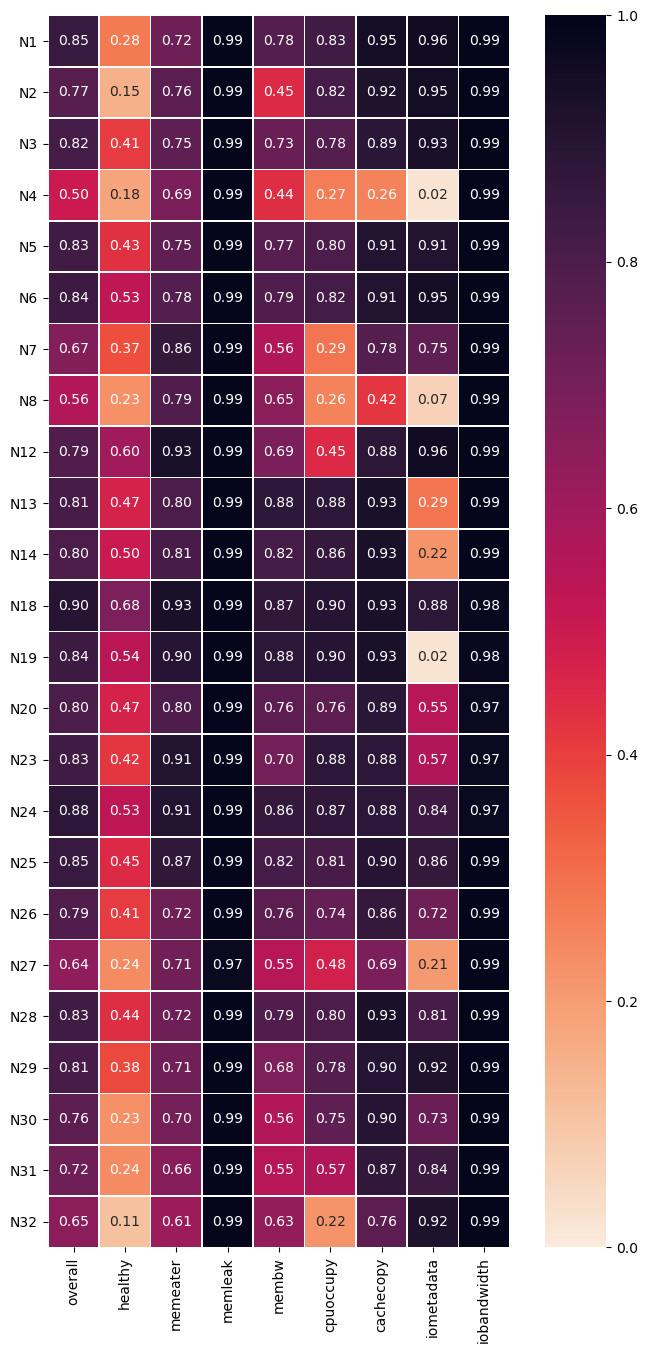 N1 0.85 0.28 0.72 0.99 0.78 0.83 0.95 0.96 0.99
N2 0.77 0.15 0.76 0.99 0.45 0.82 0.92 0.95 0.99
N3 0.82 0.41 0.75 0.99 0.73 0.78 0.89 0.93 0.99
N4 0.50 0.18 0.69 0.99 0.44 0.27 0.26 0.02 0.99
N5 0.83 0.43 0.75 0.99 0.77 0.80 0.91 0.91 0.99
N6 0.84 0.53 0.78 0.99 0.79 0.82 0.91 0.95 0.99
N7 0.67 0.37 0.86 0.99 0.56 0.29 0.78 0.75 0.99
N8 0.56 0.23 0.79 0.99 0.65 0.26 0.42 0.07 0.99
N12 0.79 0.60 0.93 0.99 0.69 0.45 0.88 0.96 0.99
N13 0.81 0.47 0.80 0.99 0.88 0.88 0.93 0.29 0.99
N14 0.80 0.50 0.81 0.99 0.82 0.86 0.93 0.22 0.99
N18 0.90 0.68 0.93 0.99 0.87 0.90 0.93 0.88 0.98
N19 0.84 0.54 0.90 0.99 0.88 0.90 0.93 0.02 0.98
N20 0.80 0.47 0.80 0.99 0.76 0.76 0.89 0.55 0.97
N23 0.83 0.42 0.91 0.99 0.70 0.88 0.88 0.57 0.97
N24 0.88 0.53 0.91 0.99 0.86 0.87 0.88 0.84 0.97
N25 0.85 0.45 0.87 0.99 0.82 0.81 0.90 0.86 0.99
N26 0.79 0.41 0.72 0.99 0.76 0.74 0.86 0.72 0.99
N27 0.64 0.24 0.71 0.97 0.55 0.48 0.69 0.21 0.99
N28 0.83 0.44 0.72 0.99 0.79 0.80 0.93 0.81 0.99
N29 0.81 0.38 0.71 0.99 0.68 0.78 0.90 0.92 0.99
N30 0.76 0.23 0.70 0.99 0.56 0.75 0.90 0.73 0.99
N31 0.72 0.24 0.66 0.99 0.55 0.57 0.87 0.84 0.99
N32 0.65 0.11 0.61 0.99 0.63 0.22 0.76 0.92 0.99
overall healthy memeater memleak membw cpuoccupy cachecopy iometadata iobandwidth
1.0
0.8
0.6
0.4
0.2
0.0